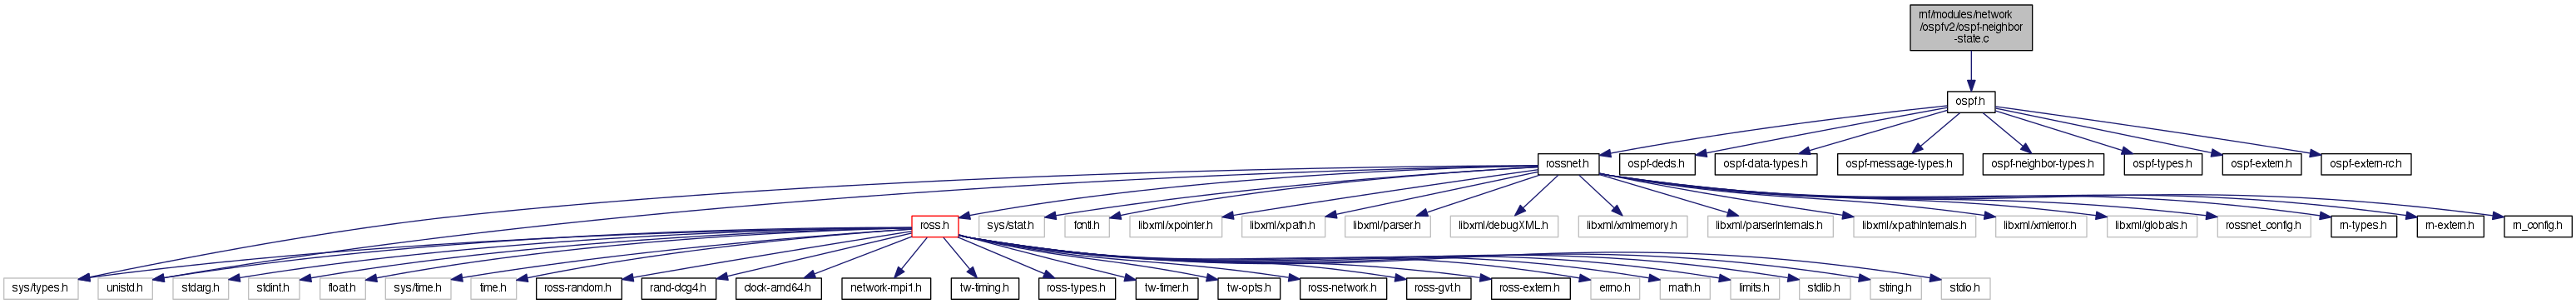 rnf/modules/network
/ospfv2/ospf-neighbor
-state.c
ospf.h
rossnet.h
ospf-decls.h
ospf-data-types.h
ospf-message-types.h
ospf-neighbor-types.h
ospf-types.h
ospf-extern.h
ospf-extern-rc.h
ross.h
sys/stat.h
fcntl.h
libxml/xpointer.h
libxml/xpath.h
libxml/parser.h
libxml/debugXML.h
libxml/xmlmemory.h
libxml/parserInternals.h
libxml/xpathInternals.h
libxml/xmlerror.h
libxml/globals.h
rossnet_config.h
rn-types.h
rn-extern.h
rn_config.h
sys/types.h
unistd.h
stdarg.h
stdint.h
float.h
sys/time.h
time.h
ross-random.h
rand-clcg4.h
clock-amd64.h
network-mpi1.h
tw-timing.h
ross-types.h
tw-timer.h
tw-opts.h
ross-network.h
ross-gvt.h
ross-extern.h
errno.h
math.h
limits.h
stdlib.h
string.h
stdio.h